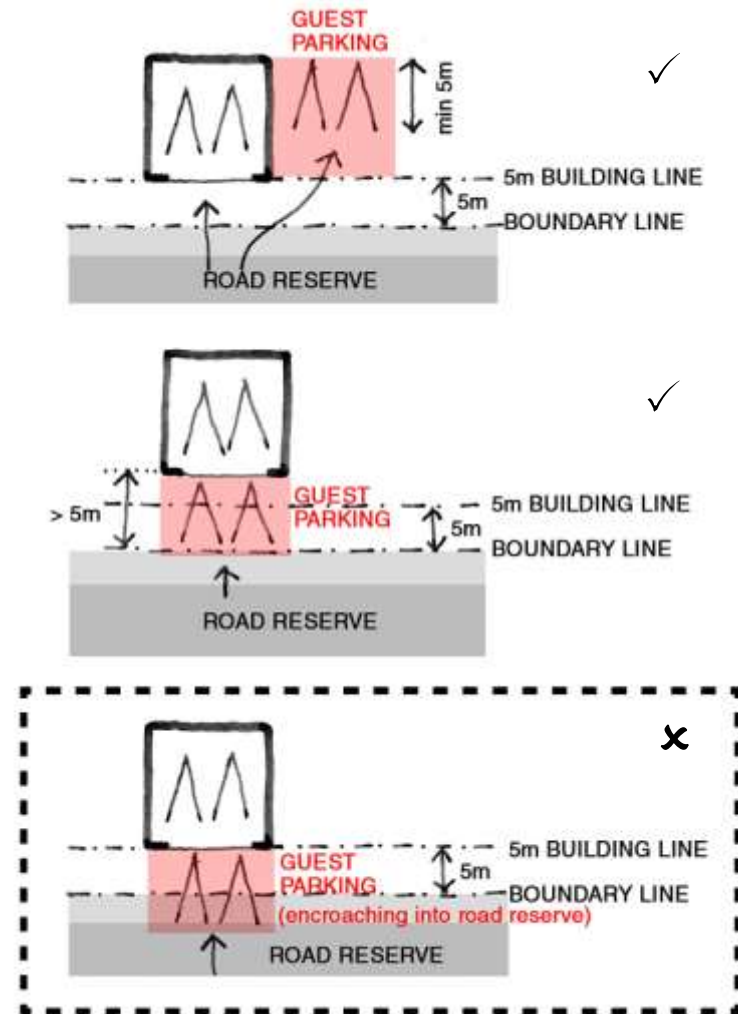 GUEST
PARKING
✓
min 5m
5m BUILDING LINE
5m
BOUNDARY LINE
ROAD RESERVE
✓
GUEST
PARKING
5m BUILDING LINE
> 5m
5m
BOUNDARY LINE
ROAD RESERVE
✘
5m BUILDING LINE
GUEST
PARKING
5m
BOUNDARY LINE
(encroaching into road reserve)
ROAD RESERVE